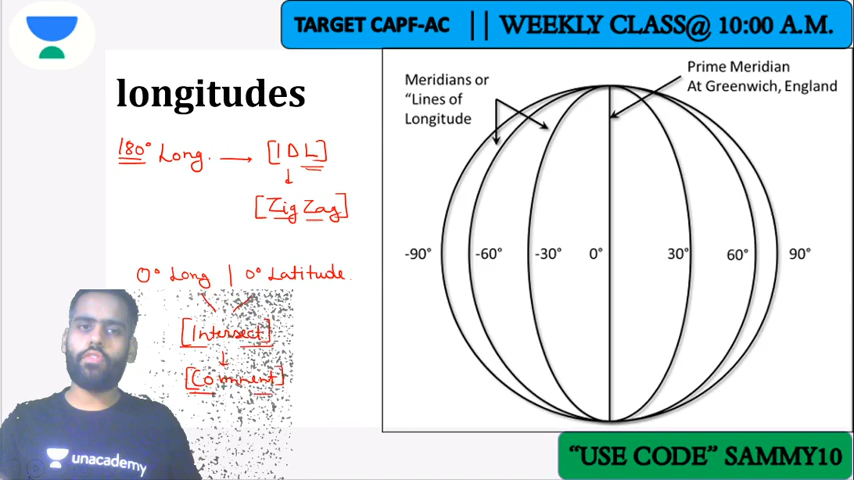 TARGET CAPF-AC || WEEKLY CLASS@ 10:00 A.M.
longitudes
180° Long. → [IDL]
↓
[Zig Zag]
0° Long | 0° Latitude.
[Intersect]
↓
[Comment]
Meridians or
“Lines of
Longitude
Prime Meridian
At Greenwich, England
-90° -60° -30° 0° 30° 60° 90°
unacademy
“USE CODE” SAMMY10